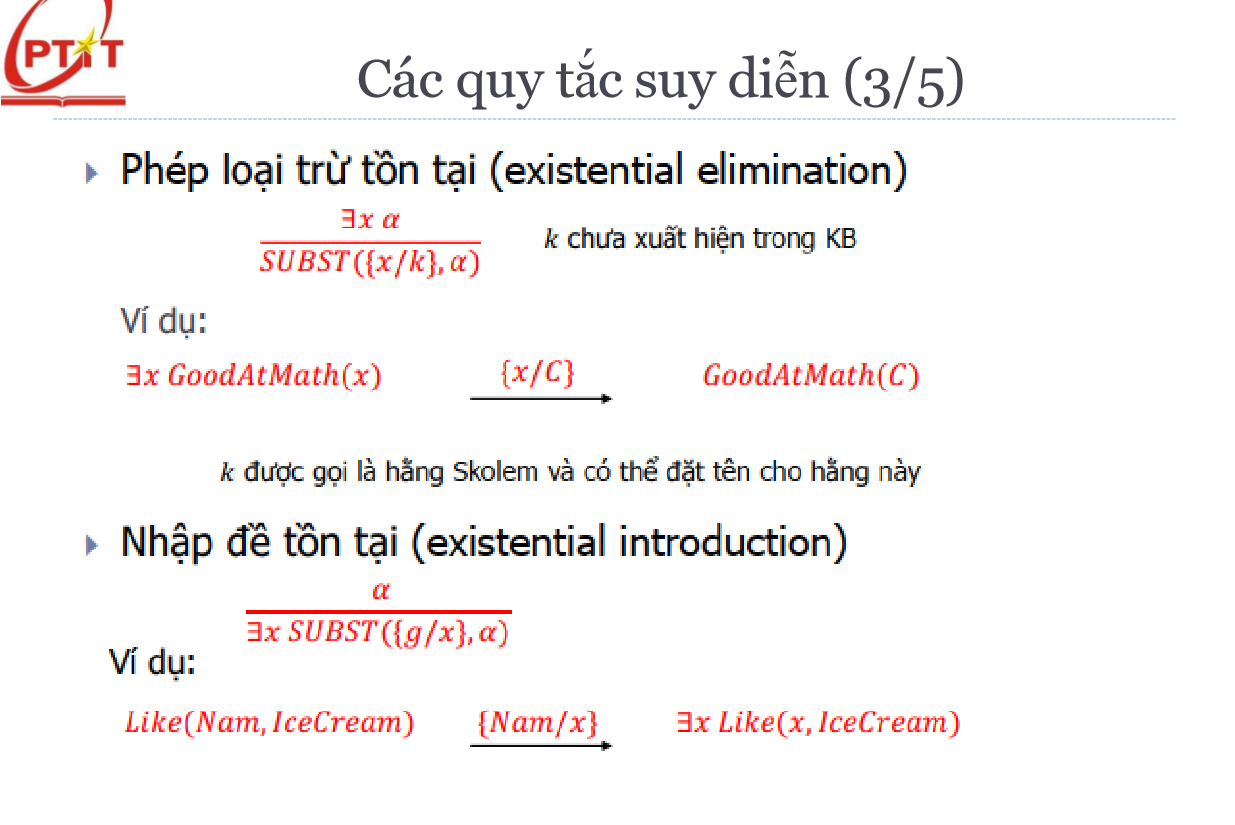 PTIT
Các quy tắc suy diễn (3/5)
Phép loại trừ tồn tại (existential elimination)
∃x α
SUBST({x/k}, α)
k chưa xuất hiện trong KB
Ví dụ:
∃x GoodAtMath(x) {x/C} GoodAtMath(C)
k được gọi là hằng Skolem và có thể đặt tên cho hằng này
Nhập đề tồn tại (existential introduction)
α
∃x SUBST({g/x}, α)
Ví dụ:
Like(Nam, IceCream) {Nam/x} ∃x Like(x, IceCream)